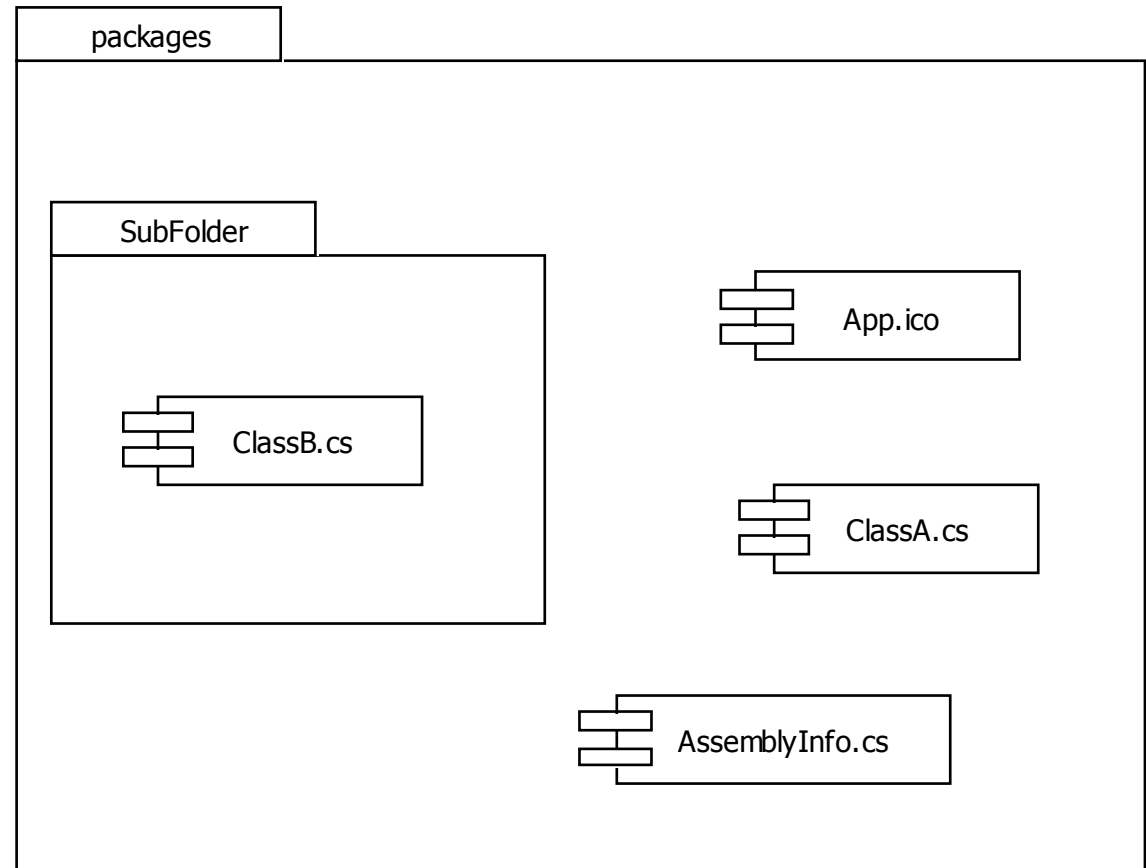 packages
SubFolder
App.ico
ClassB.cs
ClassA.cs
AssemblyInfo.cs